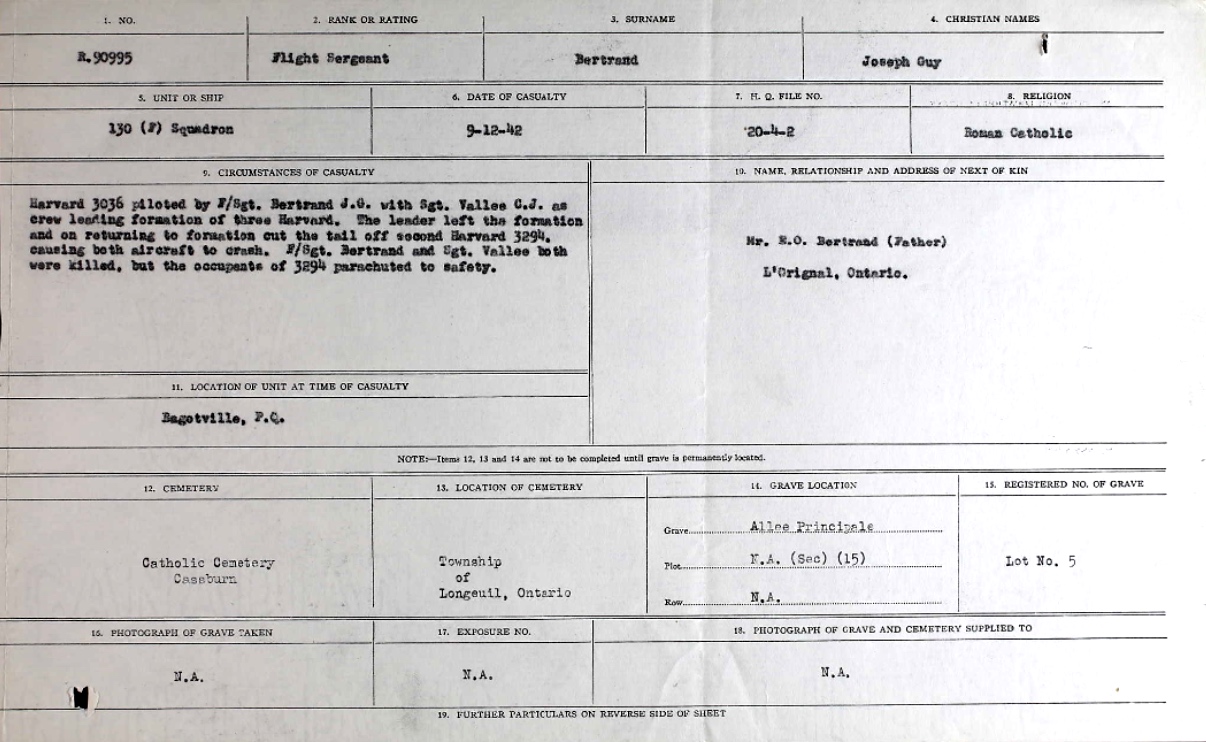 1. NO. 2. RANK OR RATING 3. SURNAME 4. CHRISTIAN NAMES
R.90995 Flight Sergeant Bertrand Joseph Guy
5. UNIT OR SHIP 6. DATE OF CASUALTY 7. H. Q. FILE NO. 8. RELIGION
130 (F) Squadron 9-12-42 20-4-2 Roman Catholic
9. CIRCUMSTANCES OF CASUALTY
Harvard 3036 piloted by F/Sgt. Bertrand J.G. with Sgt. Vallee C.J. as
crew leading formation of three Harvard. The leader left the formation
and on returning to formation cut the tail off second Harvard 3294,
causing both aircraft to crash. F/Sgt. Bertrand and Sgt. Vallee both
were killed, but the occupents of 3294 parachuted to safety.
10. NAME, RELATIONSHIP AND ADDRESS OF NEXT OF KIN
Mr. E.O. Bertrand (Father)
L'Orignal, Ontario.
11. LOCATION OF UNIT AT TIME OF CASUALTY
Bagotville, P.Q.
NOTE:—Items 12, 13 and 14 are not to be completed until grave is permanently located.
12. CEMETERY 13. LOCATION OF CEMETERY 14. GRAVE LOCATION 15. REGISTERED NO. OF GRAVE
Catholic Cemetery
Cassburn
Township
of
Longeuil, Ontario
Grave Allee Principale
Plot N.A. (Sec) (15)
Row N.A.
Lot No. 5
16. PHOTOGRAPH OF GRAVE TAKEN 17. EXPOSURE NO. 18. PHOTOGRAPH OF GRAVE AND CEMETERY SUPPLIED TO
N.A. N.A. N.A.
19. FURTHER PARTICULARS ON REVERSE SIDE OF SHEET